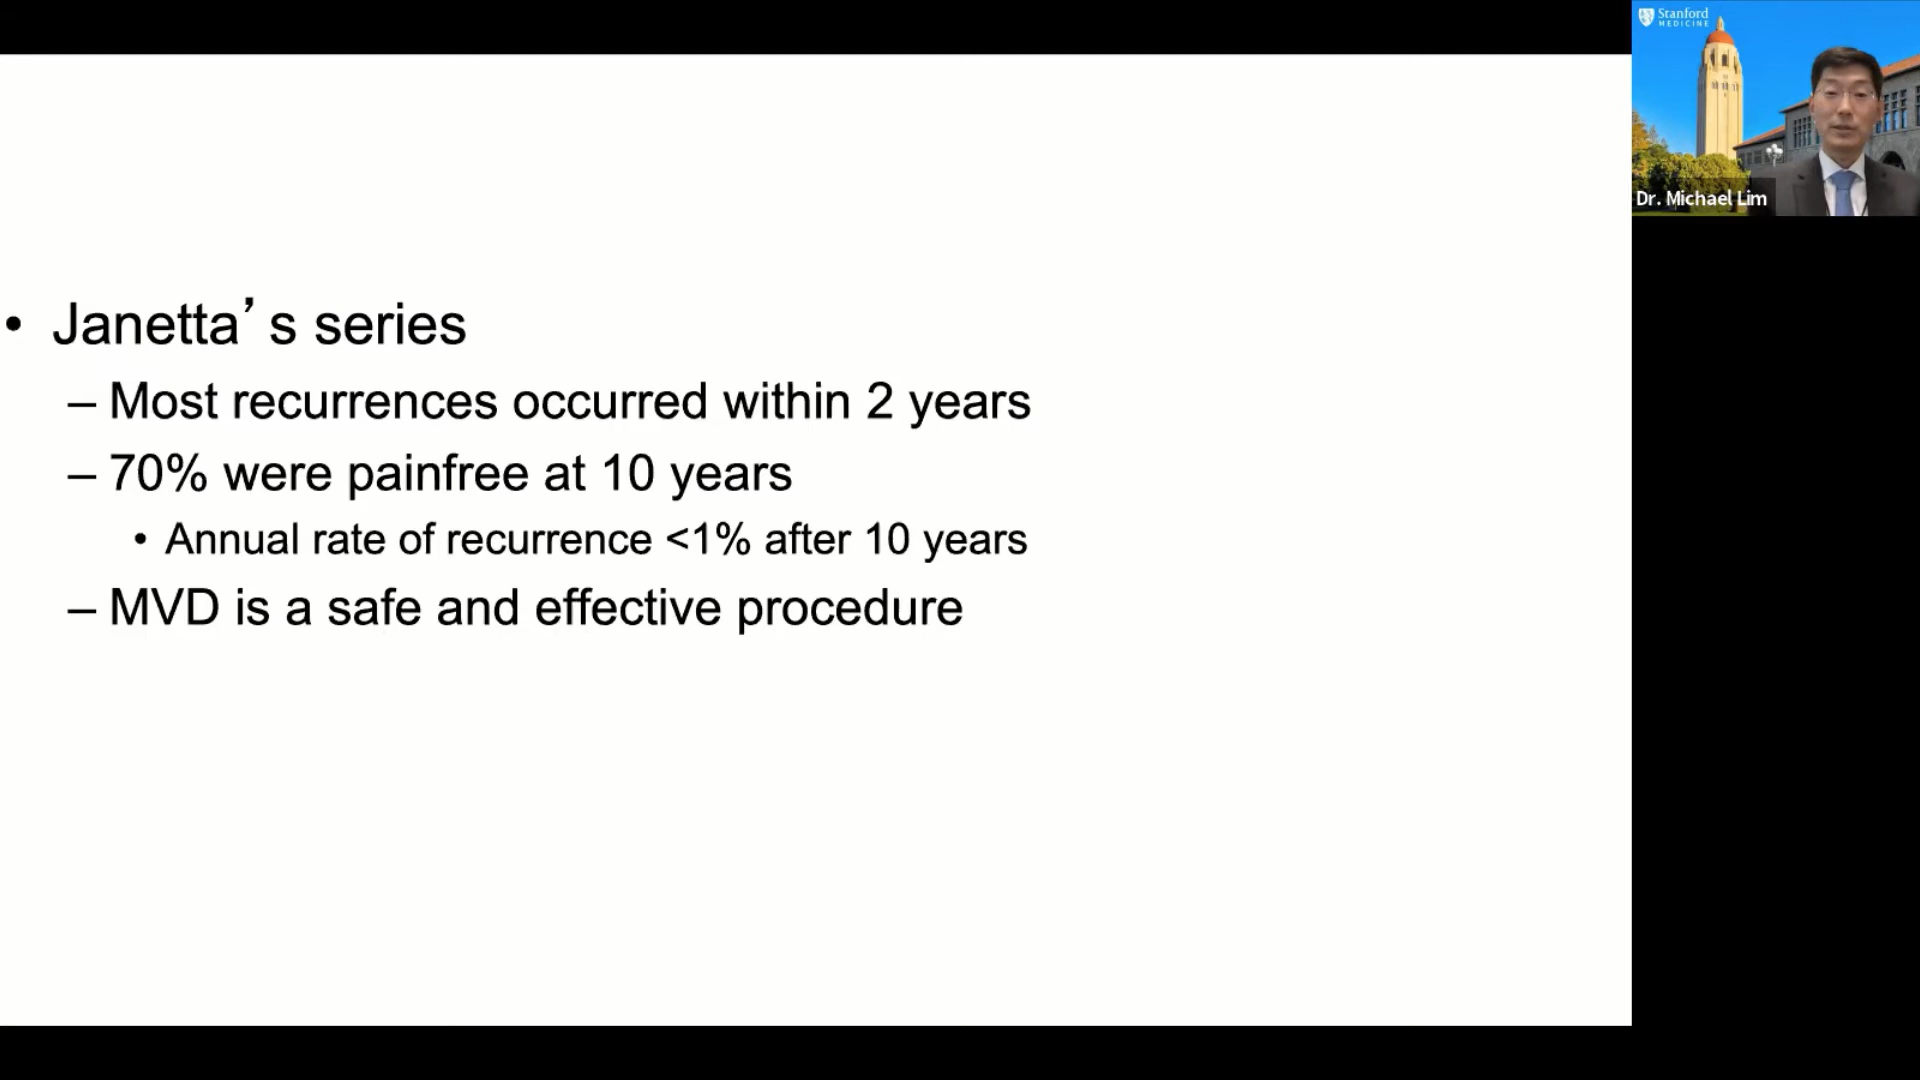 Stanford
MEDICINE
Dr. Michael Lim
• Janetta’s series
– Most recurrences occurred within 2 years
– 70% were painfree at 10 years
• Annual rate of recurrence <1% after 10 years
– MVD is a safe and effective procedure